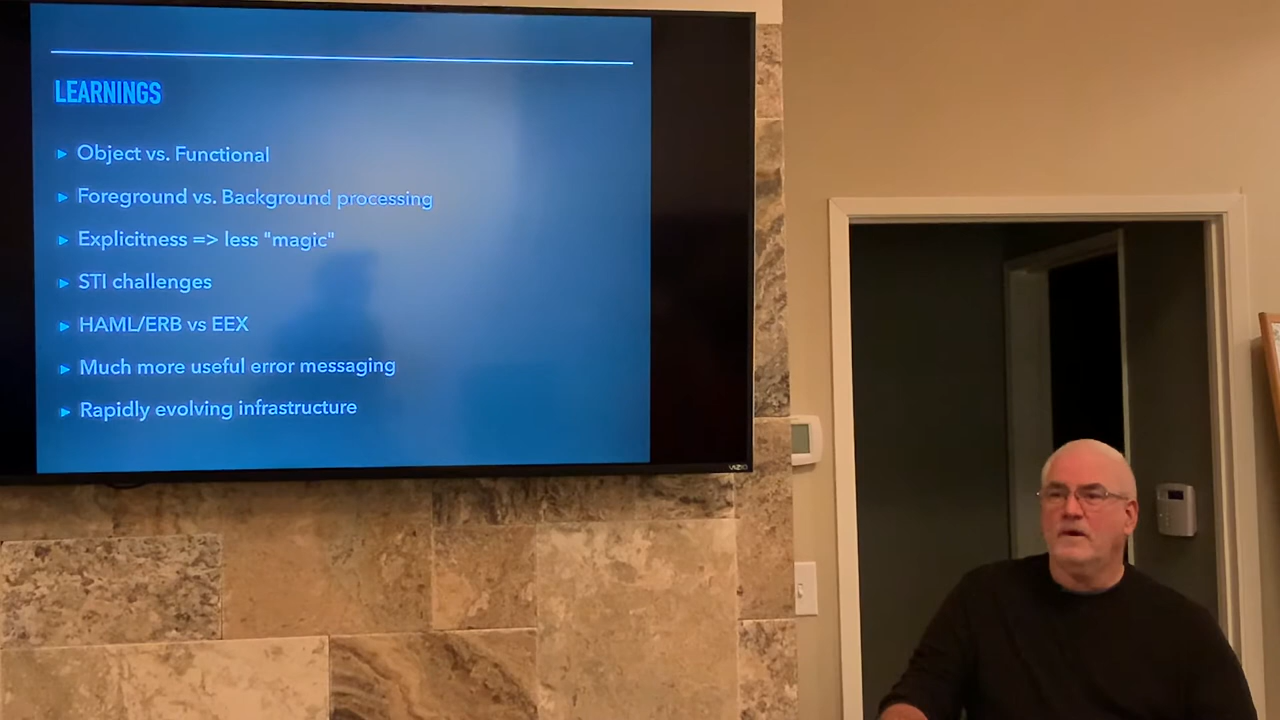 LEARNINGS
Object vs. Functional
Foreground vs. Background processing
Explicitness => less "magic"
STI challenges
HAML/ERB vs EEX
Much more useful error messaging
Rapidly evolving infrastructure
VIZIO